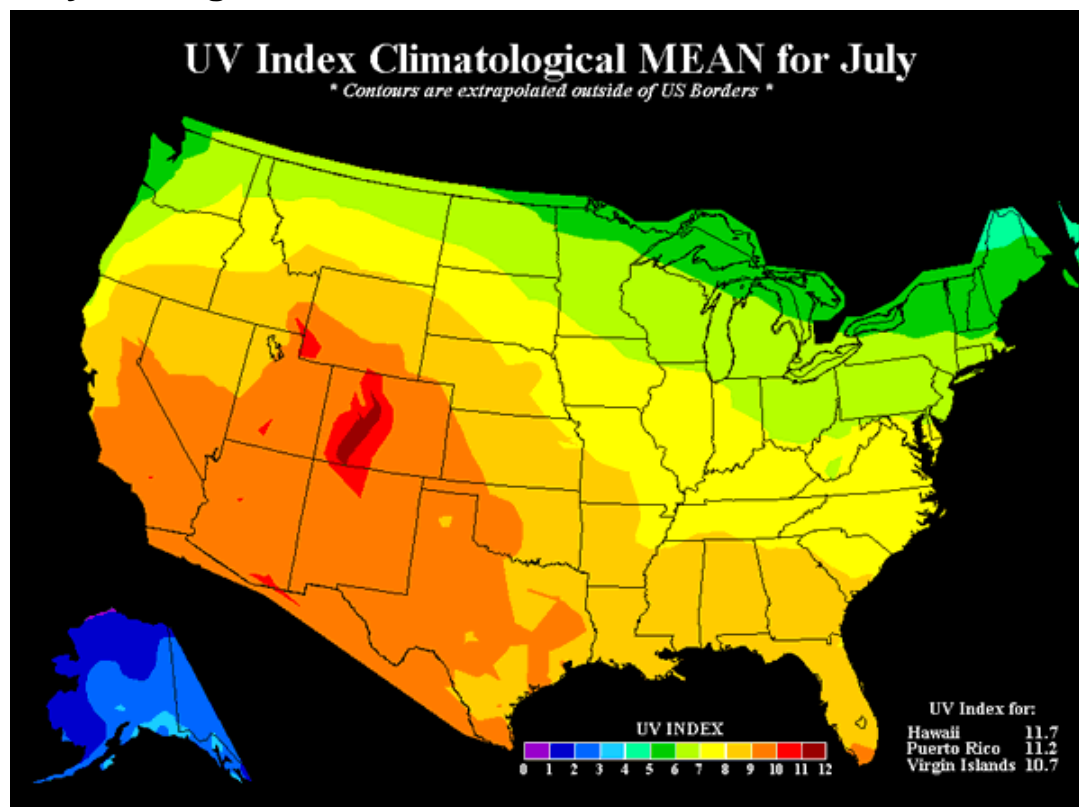 UV Index Climatological MEAN for July
* Contours are extrapolated outside of US Borders *
UV INDEX
0 1 2 3 4 5 6 7 8 9 10 11 12
UV Index for:
Hawaii 11.7
Puerto Rico 11.2
Virgin Islands 10.7